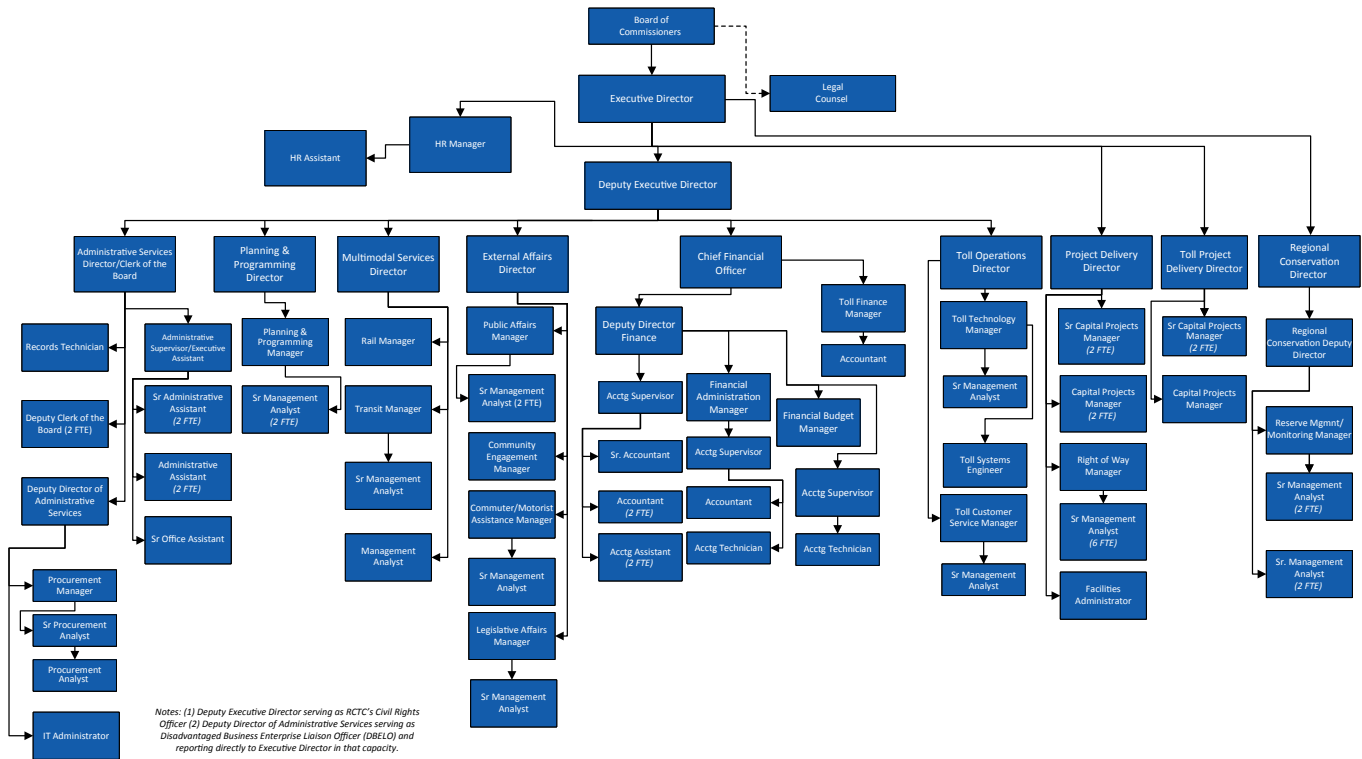 Board of
Commissioners
Executive Director
Legal
Counsel
HR Manager
HR Assistant
Deputy Executive Director
Administrative Services
Director/Clerk of the
Board
Planning &
Programming
Director
Multimodal Services
Director
External Affairs
Director
Chief Financial
Officer
Toll Operations
Director
Project Delivery
Director
Toll Project
Delivery Director
Regional
Conservation
Director
Records Technician
Administrative
Supervisor/Executive
Assistant
Sr Administrative
Assistant
(2 FTE)
Deputy Clerk of the
Board (2 FTE)
Administrative
Assistant
(2 FTE)
Deputy Director of
Administrative
Services
Sr Office Assistant
Procurement
Manager
Sr Procurement
Analyst
Procurement
Analyst
IT Administrator
Planning &
Programming
Manager
Sr Management
Analyst
(2 FTE)
Rail Manager
Transit Manager
Sr Management
Analyst
Management
Analyst
Public Affairs
Manager
Sr Management
Analyst (2 FTE)
Community
Engagement Manager
Commuter/Motorist
Assistance Manager
Sr Management
Analyst
Legislative Affairs
Manager
Sr Management
Analyst
Deputy Director
Finance
Toll Finance
Manager
Accountant
Acctg Supervisor
Financial
Administration
Manager
Financial Budget
Manager
Sr. Accountant
Acctg Supervisor
Accountant
(2 FTE)
Accountant
Acctg Supervisor
Acctg Assistant
(2 FTE)
Acctg Technician
Acctg Technician
Toll Technology
Manager
Sr Management
Analyst
Toll Systems
Engineer
Toll Customer
Service Manager
Sr Management
Analyst
Sr Capital Projects
Manager
(2 FTE)
Capital Projects
Manager
(2 FTE)
Right of Way
Manager
Sr Management
Analyst
(6 FTE)
Facilities
Administrator
Sr Capital Projects
Manager
(2 FTE)
Capital Projects
Manager
Regional
Conservation Deputy
Director
Reserve Mgmnt/
Monitoring Manager
Sr Management
Analyst
(2 FTE)
Sr. Management
Analyst
(2 FTE)
Notes: (1) Deputy Executive Director serving as RCTC's Civil Rights
Officer (2) Deputy Director of Administrative Services serving as
Disadvantaged Business Enterprise Liaison Officer (DBELO) and
reporting directly to Executive Director in that capacity.